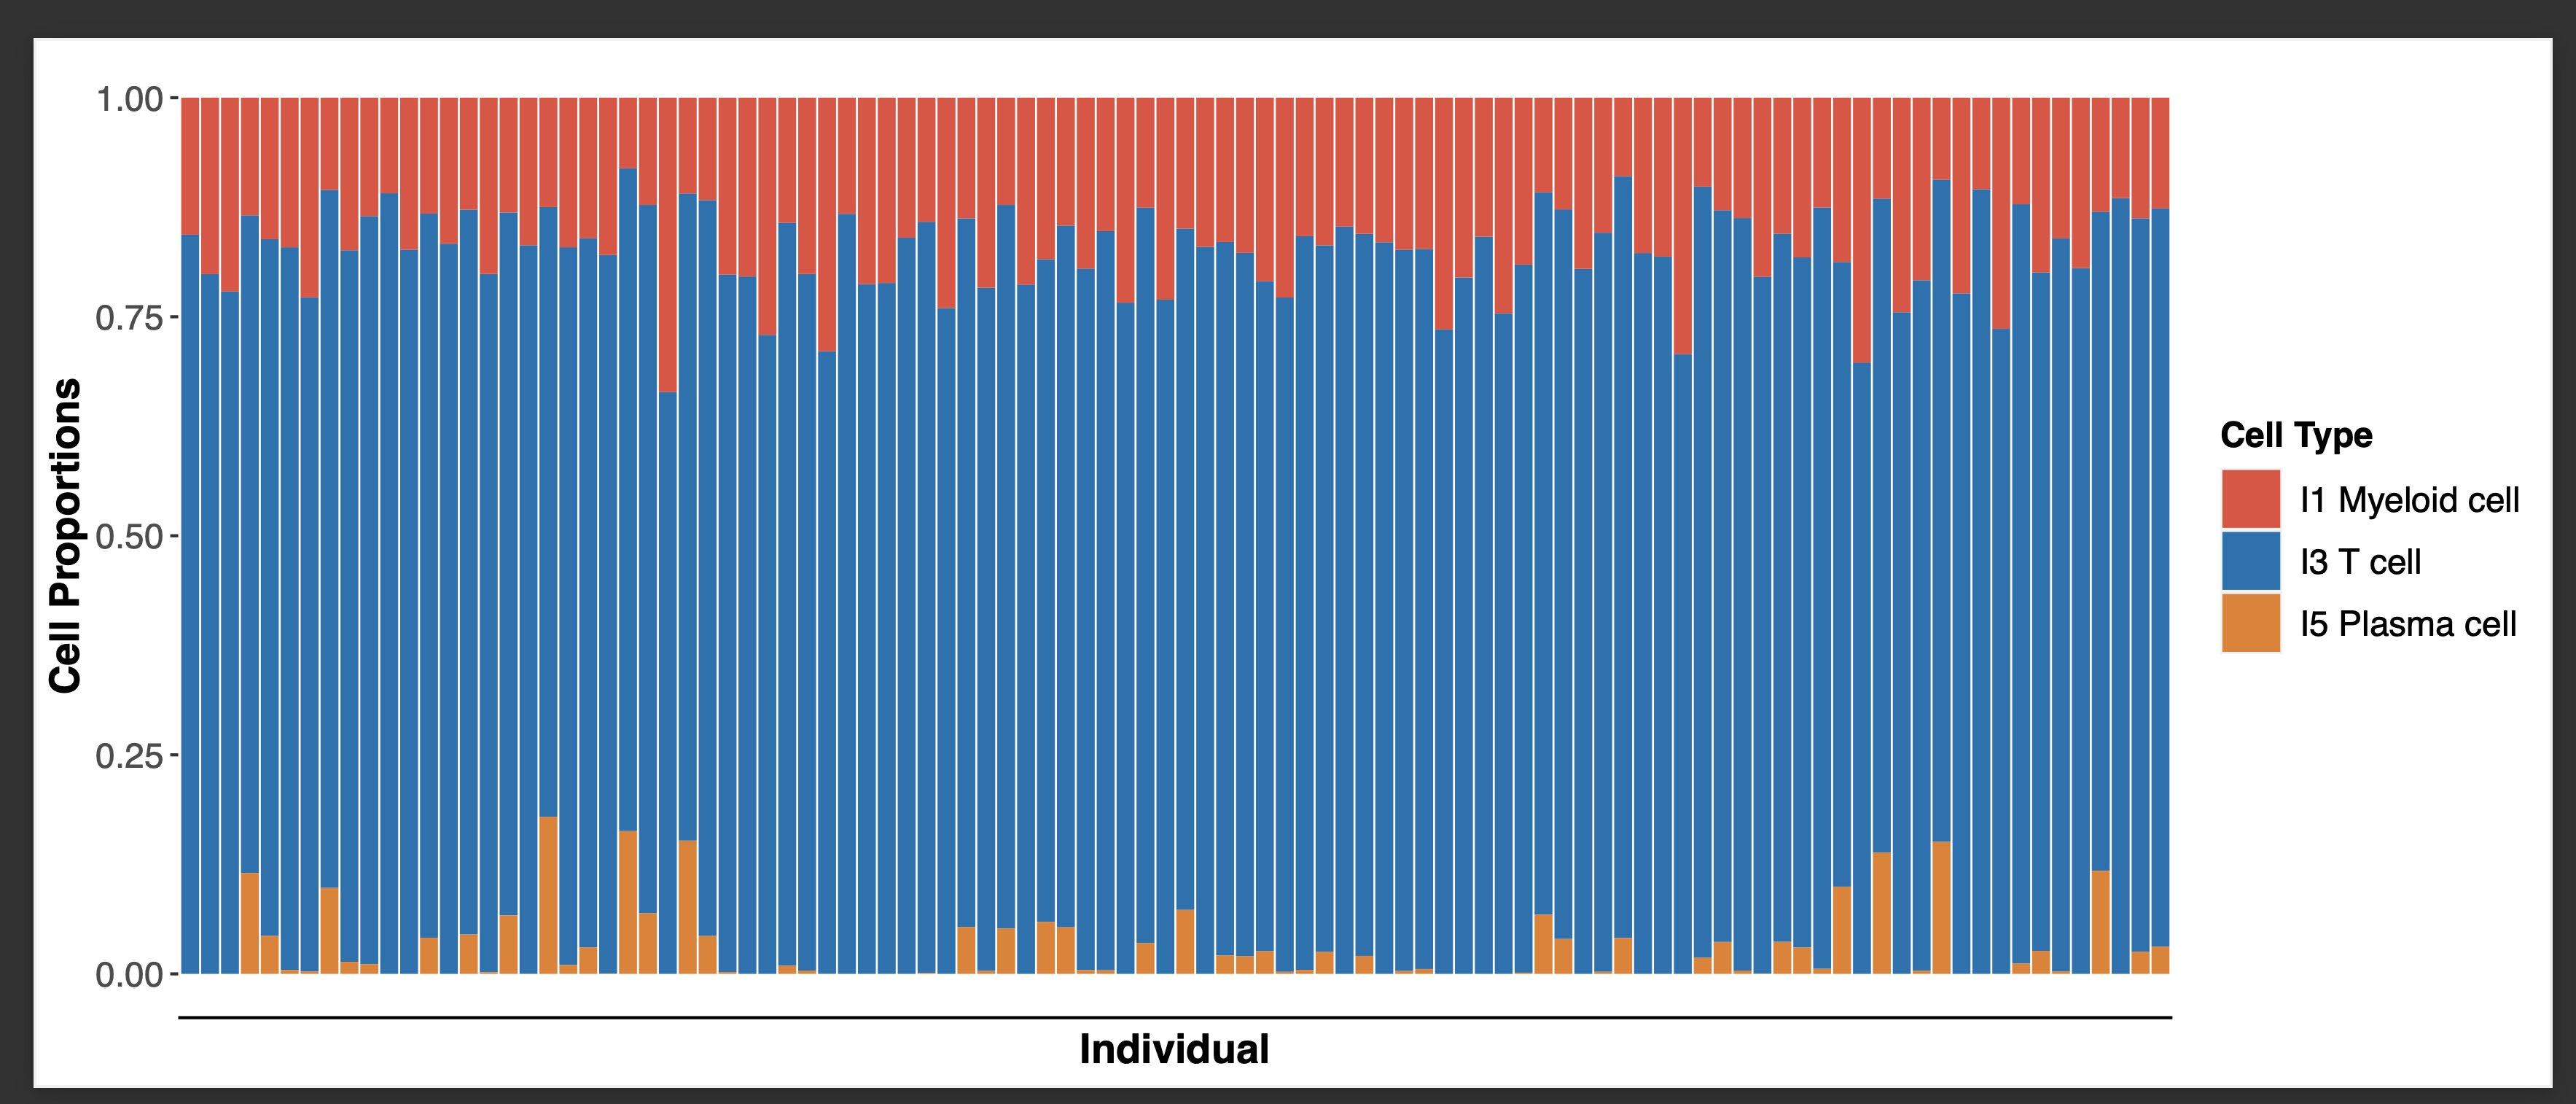 1.00
0.75
0.50
0.25
0.00
Cell Proportions
Individual
Cell Type
I1 Myeloid cell
I3 T cell
I5 Plasma cell